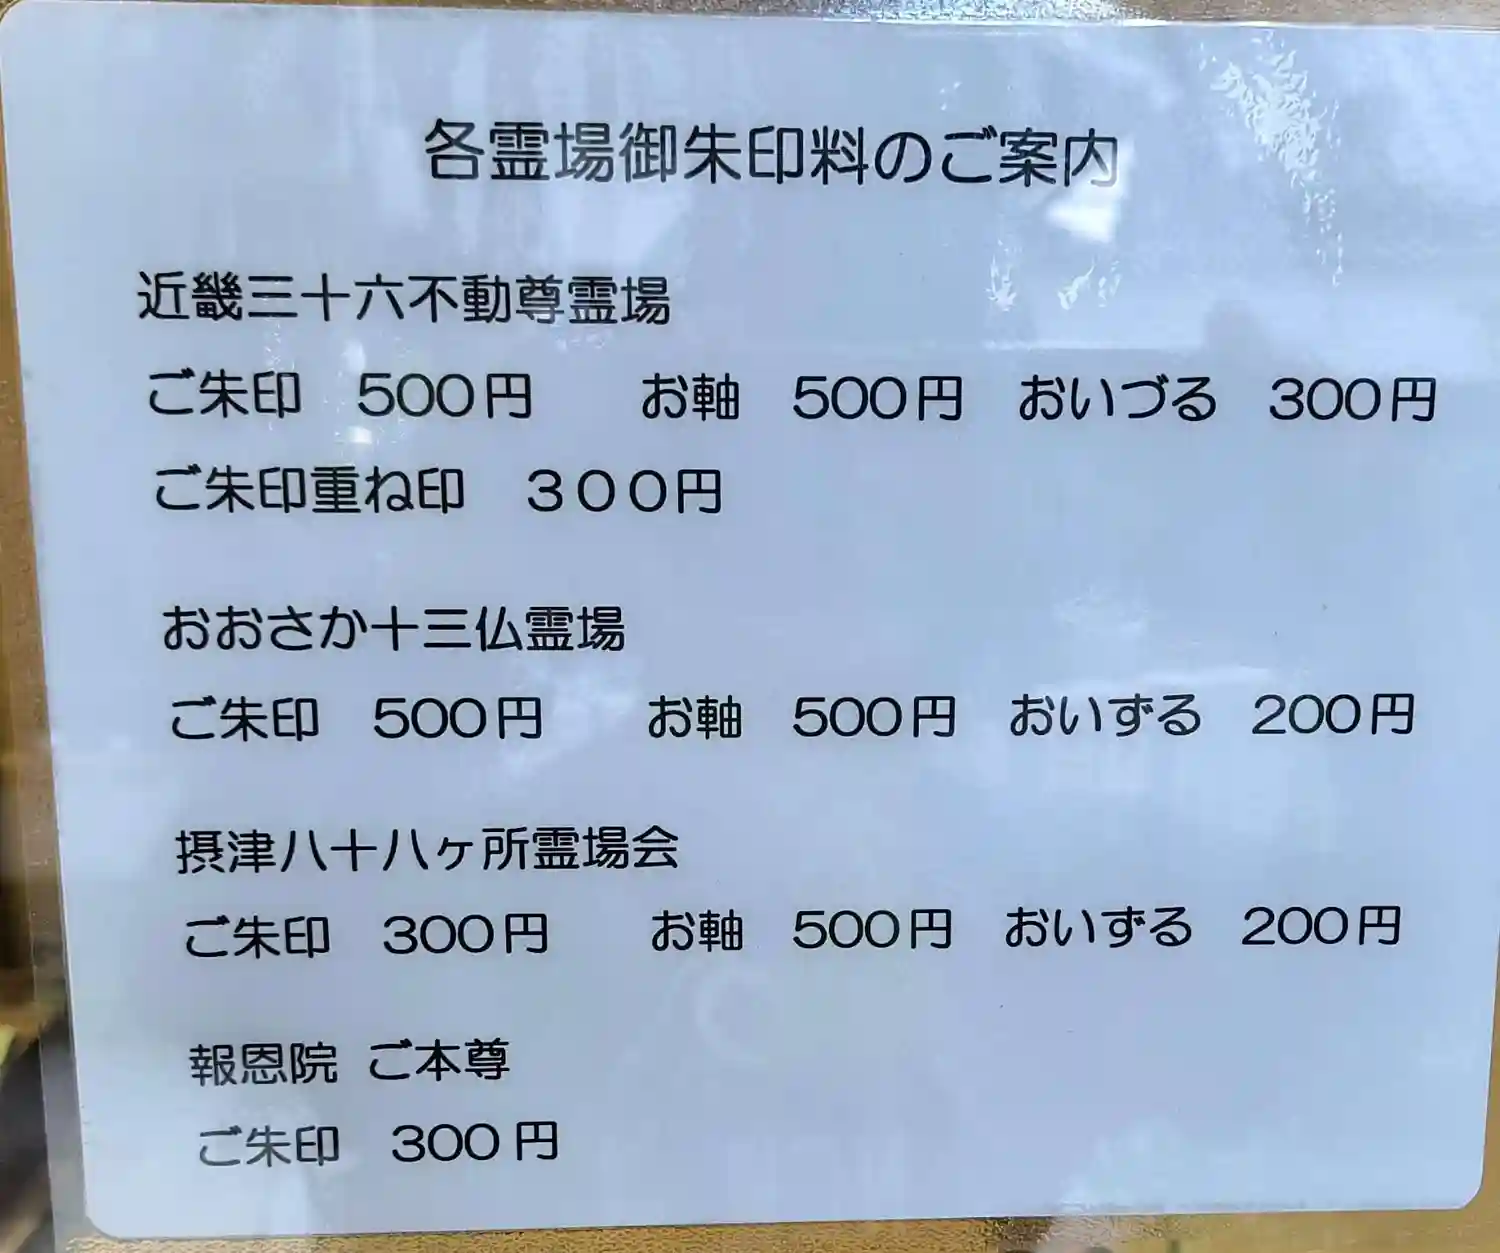 各霊場御朱印料のご案内
近畿三十六不動尊霊場
ご朱印　500円　　お軸　500円　おいづる　300円
ご朱印重ね印　３００円
おおさか十三仏霊場
ご朱印　500円　　お軸　500円　おいずる　200円
摂津八十八ヶ所霊場会
ご朱印　300円　　お軸　500円　おいずる　200円
報恩院 ご本尊
ご朱印　300 円